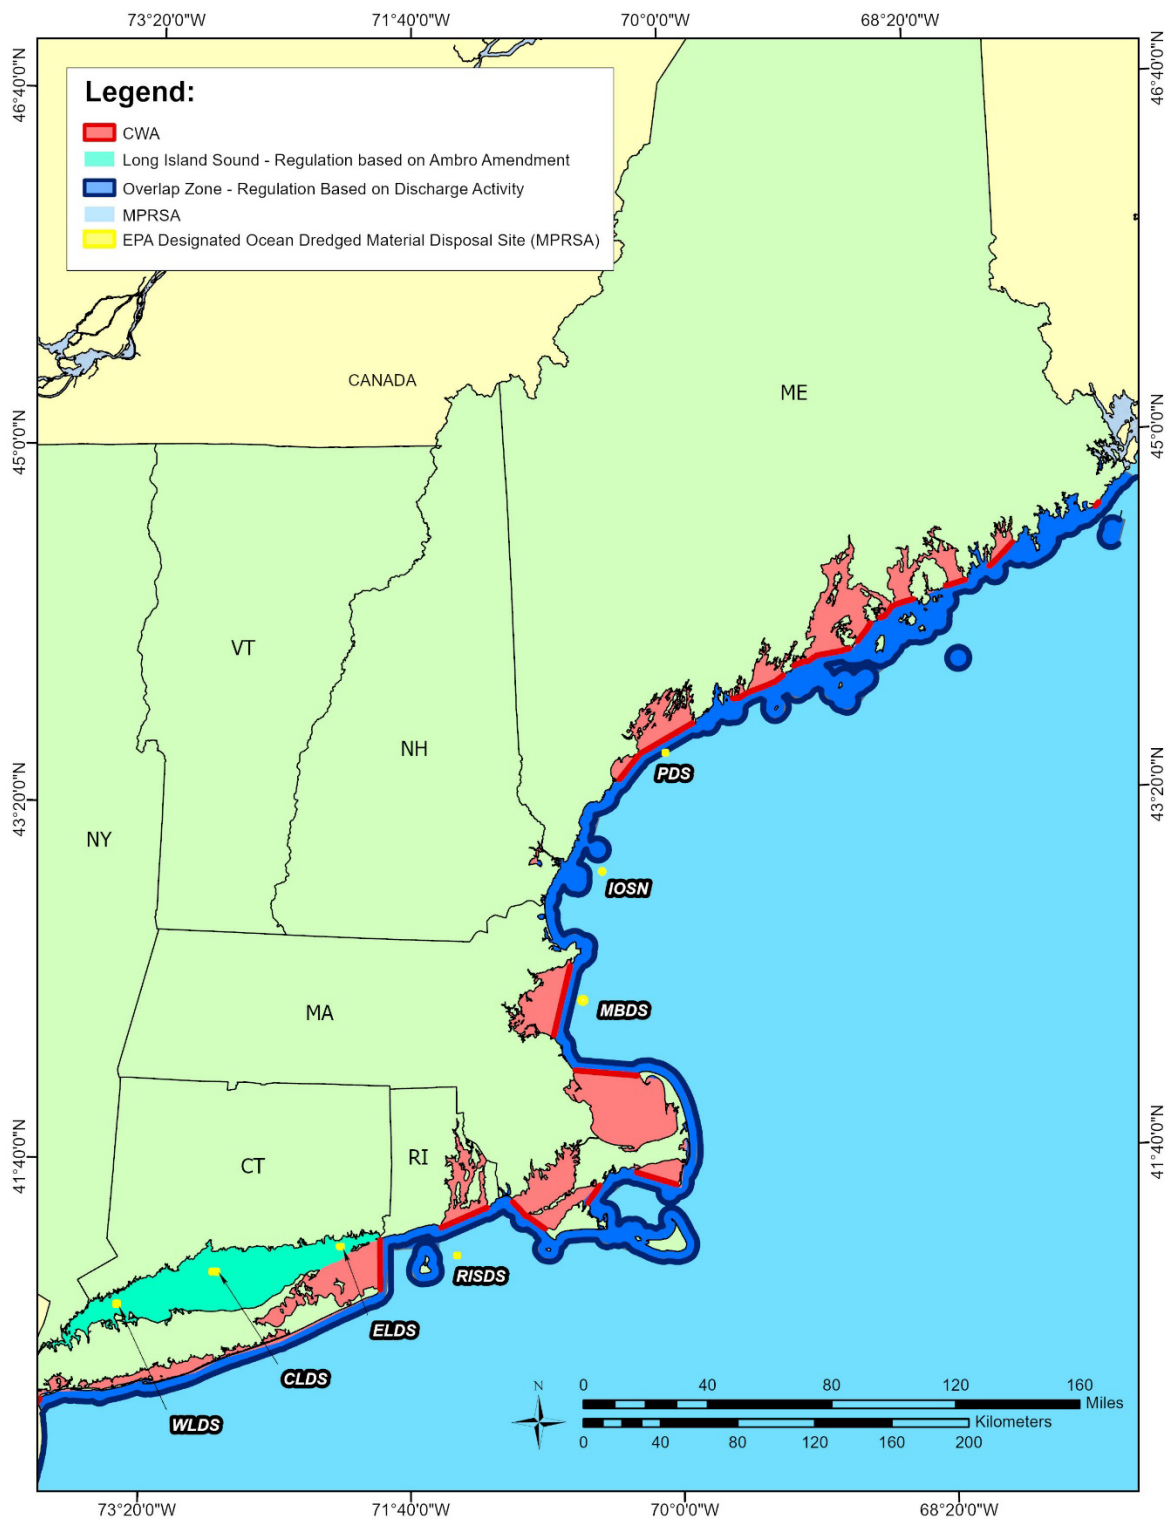 73°20'0"W 71°40'0"W 70°0'0"W 68°20'0"W
46°40'0"N
46°40'0"N
Legend:
CWA
Long Island Sound - Regulation based on Ambro Amendment
Overlap Zone - Regulation Based on Discharge Activity
MPRSA
EPA Designated Ocean Dredged Material Disposal Site (MPRSA)
CANADA
ME
45°0'0"N
45°0'0"N
VT
NH
PDS
43°20'0"N
43°20'0"N
NY
IOSN
MA
MBDS
41°40'0"N
41°40'0"N
CT
RI
RISDS
ELDS
CLDS
WLDS
N
0 40 80 120 160
Miles
Kilometers
0 40 80 120 160 200
73°20'0"W 71°40'0"W 70°0'0"W 68°20'0"W